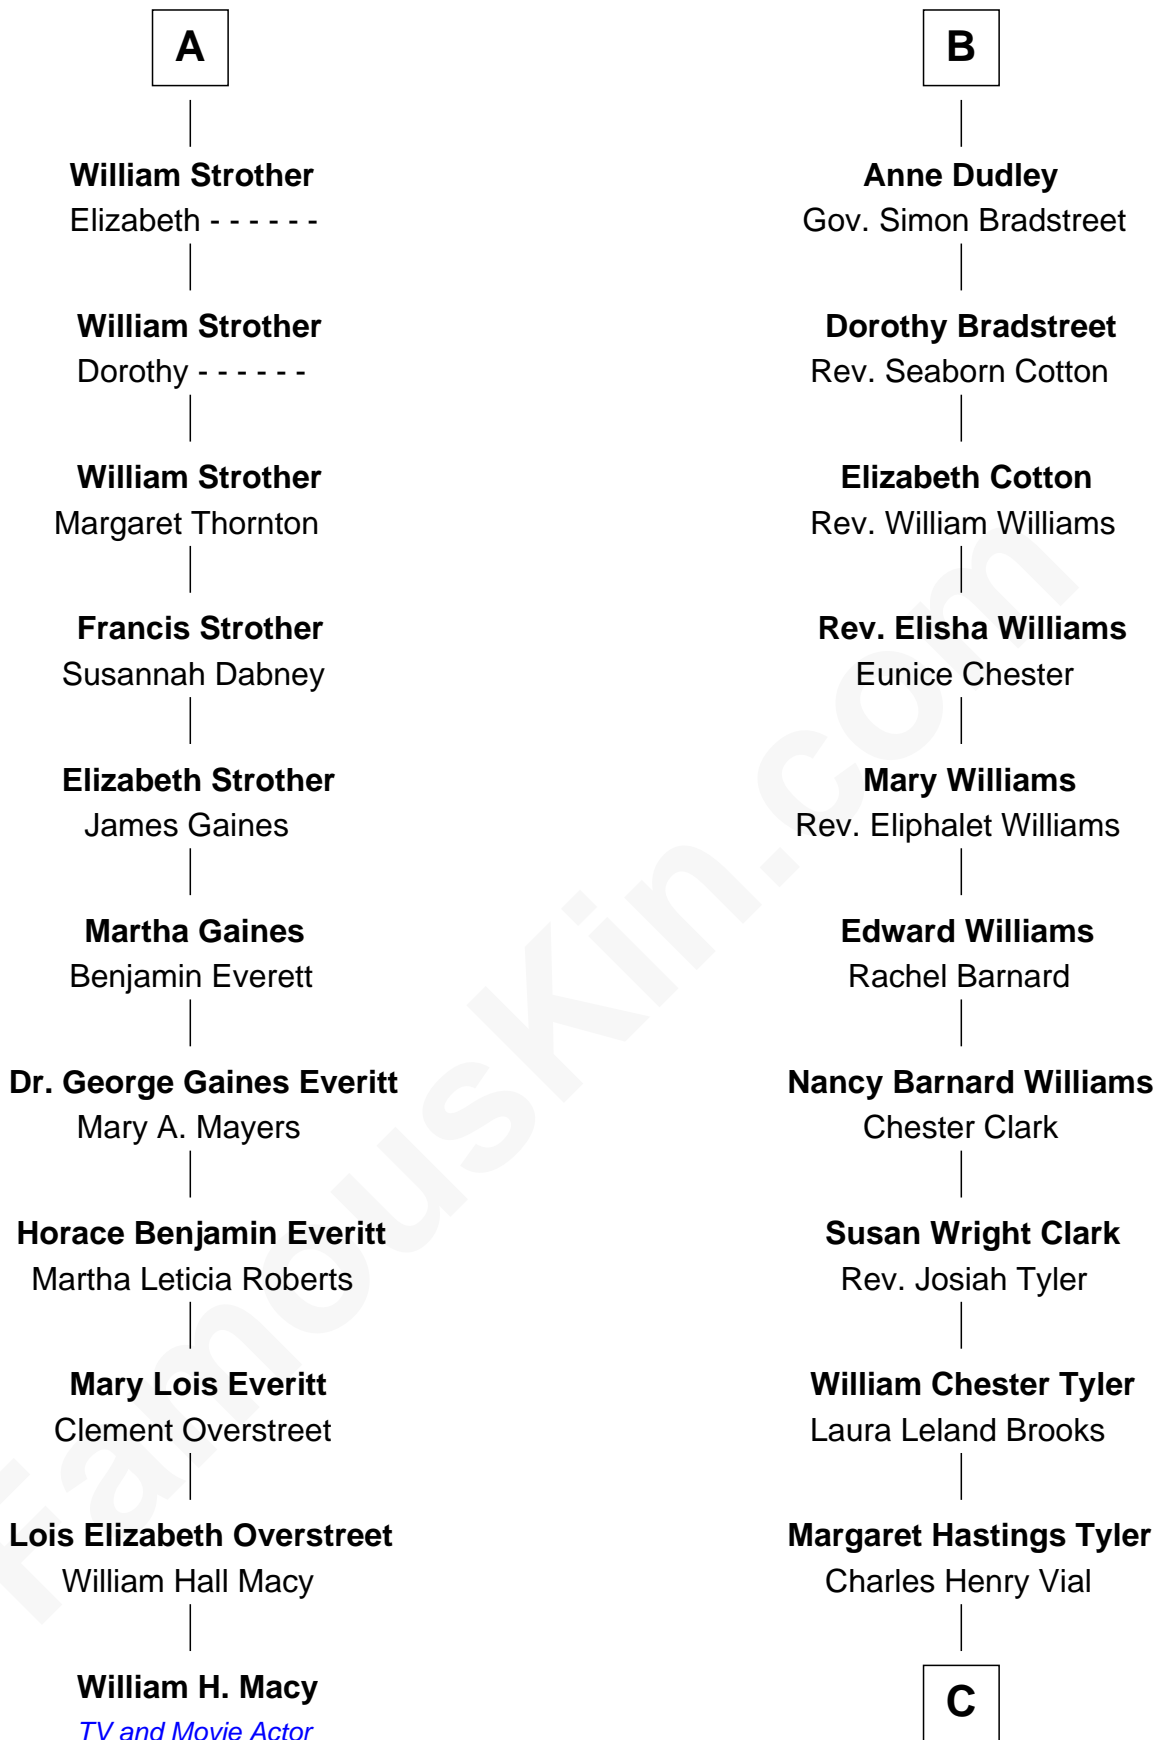 A
William Strother
Elizabeth - - - - - -
William Strother
Dorothy - - - - - -
William Strother
Margaret Thornton
Francis Strother
Susannah Dabney
Elizabeth Strother
James Gaines
Martha Gaines
Benjamin Everett
Dr. George Gaines Everitt
Mary A. Mayers
Horace Benjamin Everitt
Martha Leticia Roberts
Mary Lois Everitt
Clement Overstreet
Lois Elizabeth Overstreet
William Hall Macy
William H. Macy
TV and Movie Actor
B
Anne Dudley
Gov. Simon Bradstreet
Dorothy Bradstreet
Rev. Seaborn Cotton
Elizabeth Cotton
Rev. William Williams
Rev. Elisha Williams
Eunice Chester
Mary Williams
Rev. Eliphalet Williams
Edward Williams
Rachel Barnard
Nancy Barnard Williams
Chester Clark
Susan Wright Clark
Rev. Josiah Tyler
William Chester Tyler
Laura Leland Brooks
Margaret Hastings Tyler
Charles Henry Vial
C
FamousKin.com